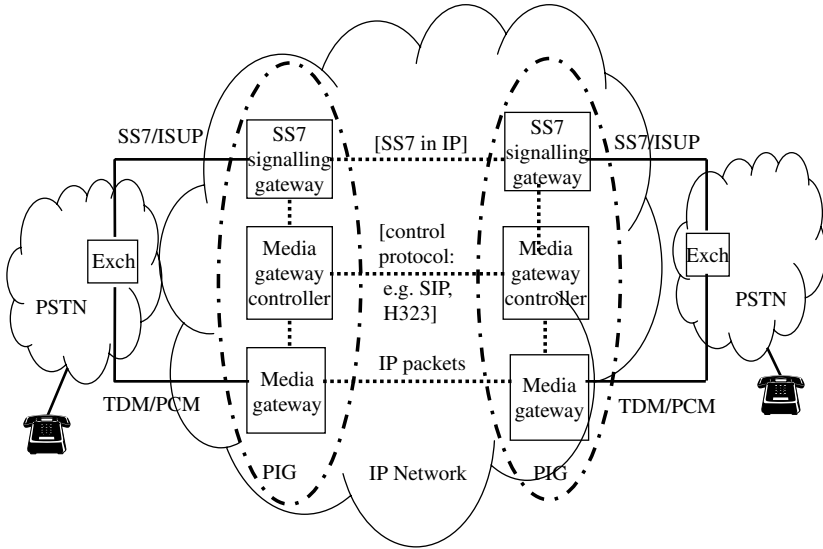 SS7/ISUP
SS7
signalling
gateway
[SS7 in IP]
SS7
signalling
gateway
SS7/ISUP
Exch
PSTN
Media
gateway
controller
[control
protocol:
e.g. SIP,
H323]
Media
gateway
controller
Exch
PSTN
TDM/PCM
Media
gateway
IP packets
Media
gateway
TDM/PCM
PIG
IP Network
PIG